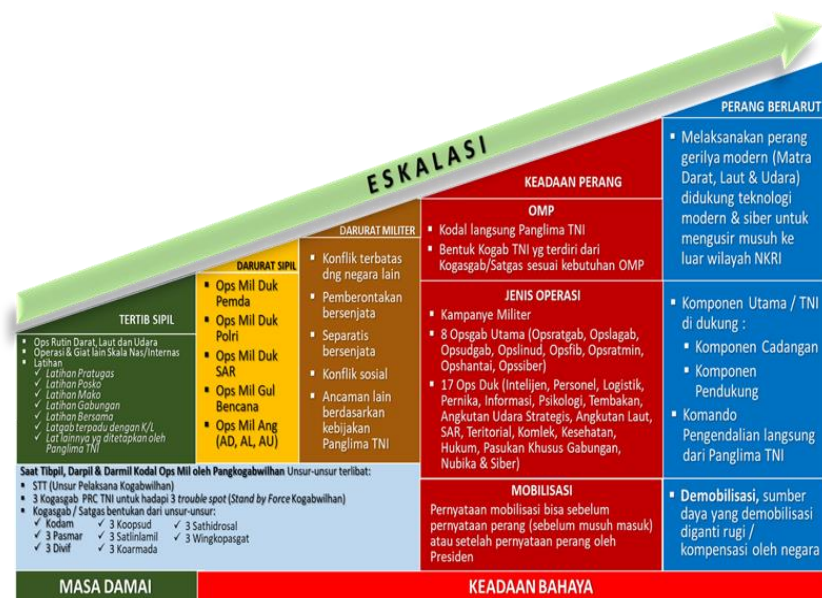 ESKALASI
TERTIB SIPIL
▪ Ops Rutin Darat, Laut dan Udara
▪ Operasi & Giat lain Skala Nas/Internas
▪ Latihan
✓ Latihan Pratugas
✓ Latihan Posko
✓ Latihan Mako
✓ Latihan Gabungan
✓ Latihan Bersama
✓ Latgab terpadu dengan K/L
✓ Lat lainnya yg ditetapkan oleh
Panglima TNI
DARURAT SIPIL
▪ Ops Mil Duk
Pemda
▪ Ops Mil Duk
Polri
▪ Ops Mil Duk
SAR
▪ Ops Mil Gul
Bencana
▪ Ops Mil Ang
(AD, AL, AU)
DARURAT MILITER
▪ Konflik terbatas
dng negara lain
▪ Pemberontakan
bersenjata
▪ Separatis
bersenjata
▪ Konflik sosial
▪ Ancaman lain
berdasarkan
kebijakan
Panglima TNI
Saat Tibpil, Darpil & Darmil Kodal Ops Mil oleh Pangkogabwilhan Unsur-unsur terlibat:
▪ STT (Unsur Pelaksana Kogabwilhan)
▪ 3 Kogasgab PRC TNI untuk hadapi 3 trouble spot (Stand by Force Kogabwilhan)
▪ Kogasgab / Satgas bentukan dari unsur-unsur:
✓ Kodam ✓ 3 Koopsud ✓ 3 Sathidrosal
✓ 3 Pasmar ✓ 3 Satlinlamil ✓ 3 Wingkopasgat
✓ 3 Divif ✓ 3 Koarmada
KEADAAN PERANG
OMP
▪ Kodal langsung Panglima TNI
▪ Bentuk Kogab TNI yg terdiri dari
Kogasgab/Satgas sesuai kebutuhan OMP
JENIS OPERASI
▪ Kampanye Militer
▪ 8 Opsgab Utama (Opsratgab, Opslagab,
Opsudgab, Opslinud, Opsfib, Opsratmin,
Opshantai, Opssiber)
▪ 17 Ops Duk (Intelijen, Personel, Logistik,
Pernika, Informasi, Psikologi, Tembakan,
Angkutan Udara Strategis, Angkutan Laut,
SAR, Teritorial, Komlek, Kesehatan,
Hukum, Pasukan Khusus Gabungan,
Nubika & Siber)
MOBILISASI
Pernyataan mobilisasi bisa sebelum
pernyataan perang (sebelum musuh masuk)
atau setelah pernyataan perang oleh
Presiden
PERANG BERLARUT
▪ Melaksanakan perang
gerilya modern (Matra
Darat, Laut & Udara)
didukung teknologi
modern & siber untuk
mengusir musuh ke
luar wilayah NKRI
▪ Komponen Utama / TNI
di dukung :
▪ Komponen Cadangan
▪ Komponen
Pendukung
▪ Komando
Pengendalian langsung
dari Panglima TNI
▪ Demobilisasi, sumber
daya yang demobilisasi
diganti rugi /
kompensasi oleh negara
MASA DAMAI
KEADAAN BAHAYA